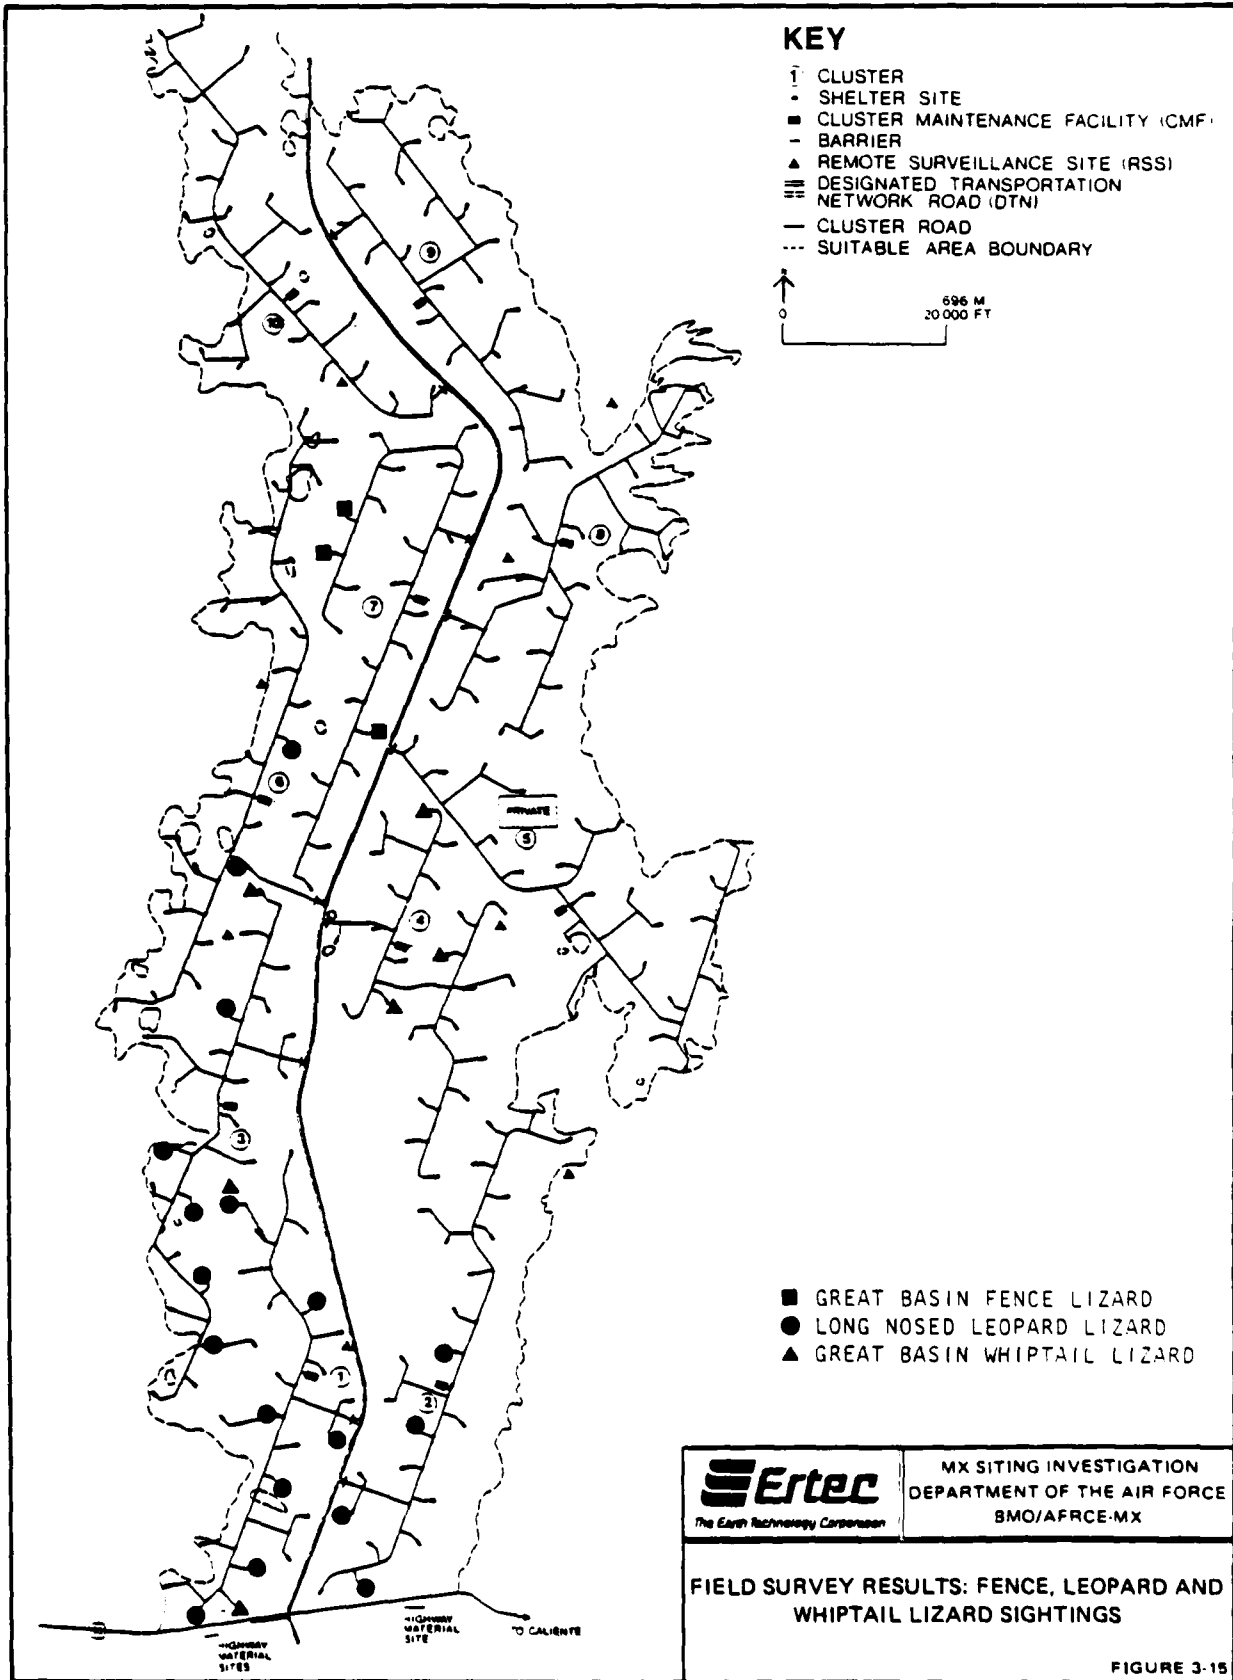 KEY
1 CLUSTER
SHELTER SITE
CLUSTER MAINTENANCE FACILITY (CMF)
BARRIER
REMOTE SURVEILLANCE SITE (RSS)
DESIGNATED TRANSPORTATION
NETWORK ROAD (DTN)
CLUSTER ROAD
SUITABLE AREA BOUNDARY
696 M
0 20 000 FT
9
10
8
7
6
PRIVATE
5
4
3
1
2
GREAT BASIN FENCE LIZARD
LONG NOSED LEOPARD LIZARD
GREAT BASIN WHIPTAIL LIZARD
HIGHWAY
MATERIAL
SITES
HIGHWAY
MATERIAL
SITE
TO CALIENTE
Ertec
The Earth Technology Corporation
MX SITING INVESTIGATION
DEPARTMENT OF THE AIR FORCE
BMO/AFRCE-MX
FIELD SURVEY RESULTS: FENCE, LEOPARD AND
WHIPTAIL LIZARD SIGHTINGS
FIGURE 3-15